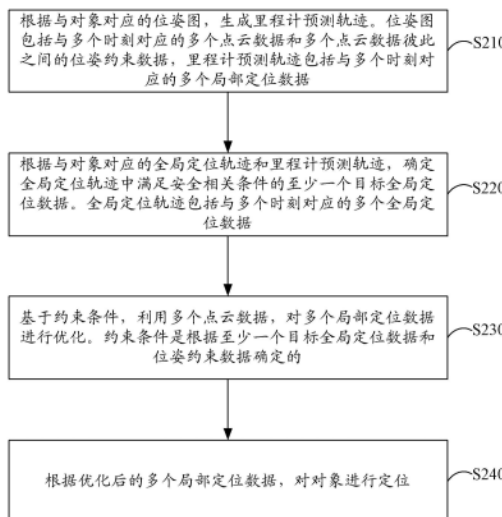 根据与对象对应的位姿图，生成里程计预测轨迹。位姿图
包括与多个时刻对应的多个点云数据和多个点云数据彼此
之间的位姿约束数据，里程计预测轨迹包括与多个时刻对
应的多个局部定位数据
S210
根据与对象对应的全局定位轨迹和里程计预测轨迹，确定
全局定位轨迹中满足安全相关条件的至少一个目标全局定
位数据。全局定位轨迹包括与多个时刻对应的多个全局定
位数据
S220
基于约束条件，利用多个点云数据，对多个局部定位数据
进行优化。约束条件是根据至少一个目标全局定位数据和
位姿约束数据确定的
S230
根据优化后的多个局部定位数据，对对象进行定位
S240